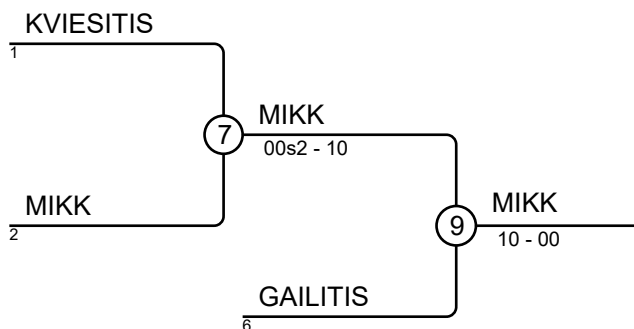 KVIESITIS
1
7
MIKK
00s2 - 10
MIKK
2
9
MIKK
10 - 00
GAILITIS
6